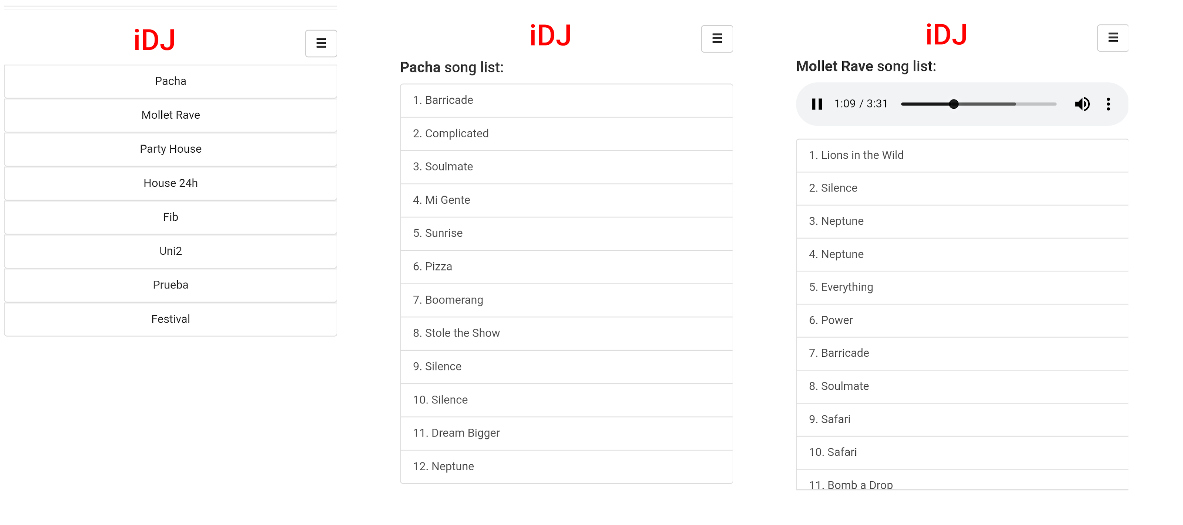 iDJ
Pacha
Mollet Rave
Party House
House 24h
Fib
Uni2
Prueba
Festival
iDJ
Pacha song list:
1. Barricade
2. Complicated
3. Soulmate
4. Mi Gente
5. Sunrise
6. Pizza
7. Boomerang
8. Stole the Show
9. Silence
10. Silence
11. Dream Bigger
12. Neptune
iDJ
Mollet Rave song list:
1:09 / 3:31
1. Lions in the Wild
2. Silence
3. Neptune
4. Neptune
5. Everything
6. Power
7. Barricade
8. Soulmate
9. Safari
10. Safari
11. Bomb a Drop